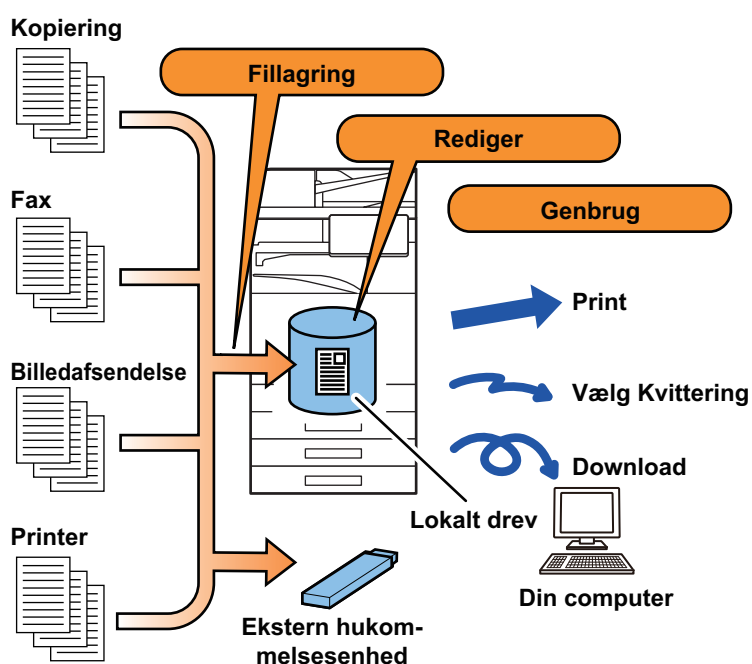 Kopiering
Fillagring
Rediger
Fax
Genbrug
Print
Billedafsendelse
Vælg Kvittering
Download
Lokalt drev
Printer
Din computer
Ekstern hukom-
melsesenhed